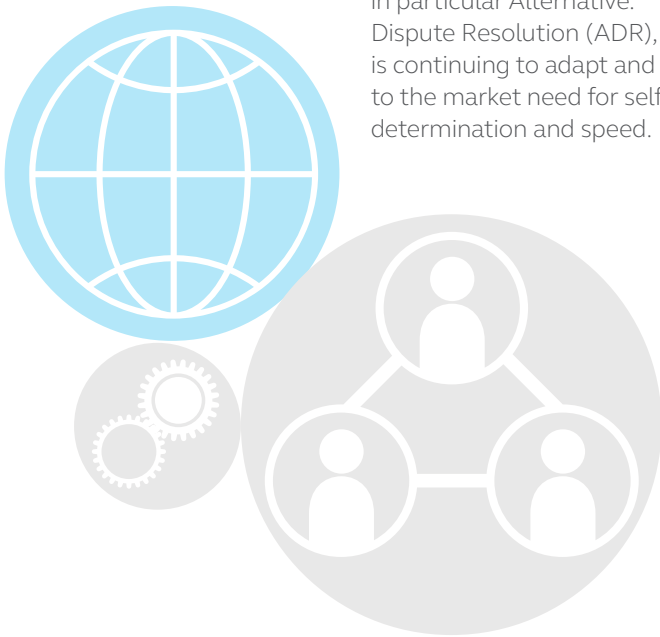 in particular Alternative.
Dispute Resolution (ADR),
is continuing to adapt and
to the market need for self
determination and speed.